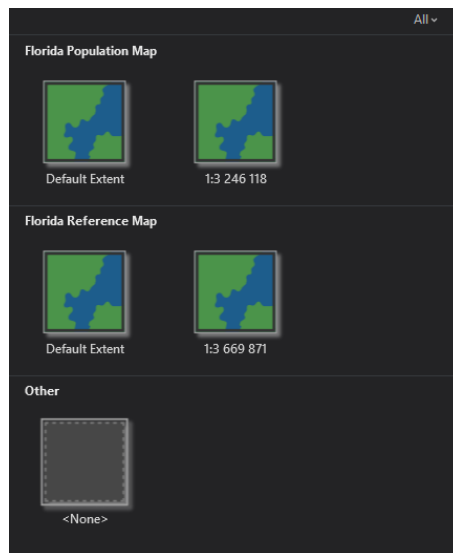 All
Florida Population Map
Default Extent
1:3 246 118
Florida Reference Map
Default Extent
1:3 669 871
Other
<None>